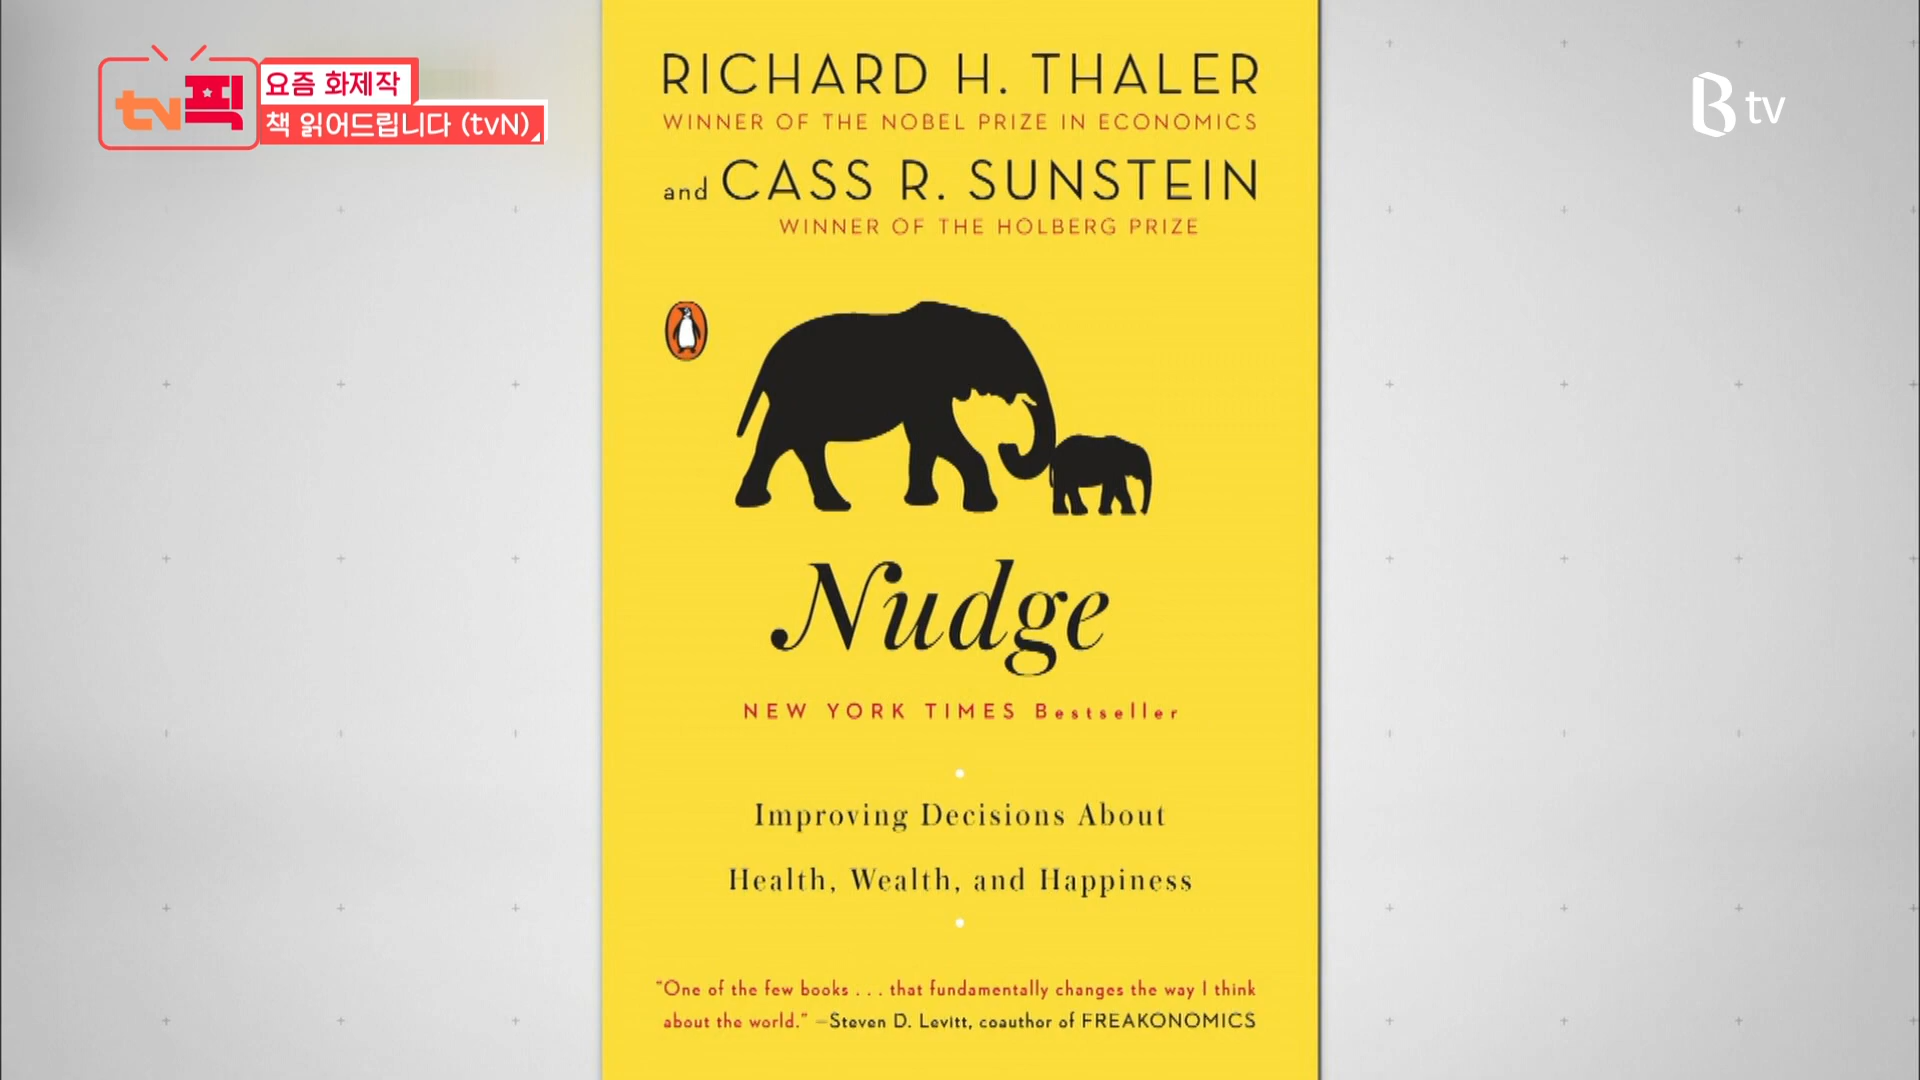 tv픽
요즘 화제작
책 읽어드립니다 (tvN)
B tv
RICHARD H. THALER
WINNER OF THE NOBEL PRIZE IN ECONOMICS
and CASS R. SUNSTEIN
WINNER OF THE HOLBERG PRIZE
Nudge
NEW YORK TIMES Bestseller
Improving Decisions About
Health, Wealth, and Happiness
"One of the few books . . . that fundamentally changes the way I think
about the world." —Steven D. Levitt, coauthor of FREAKONOMICS